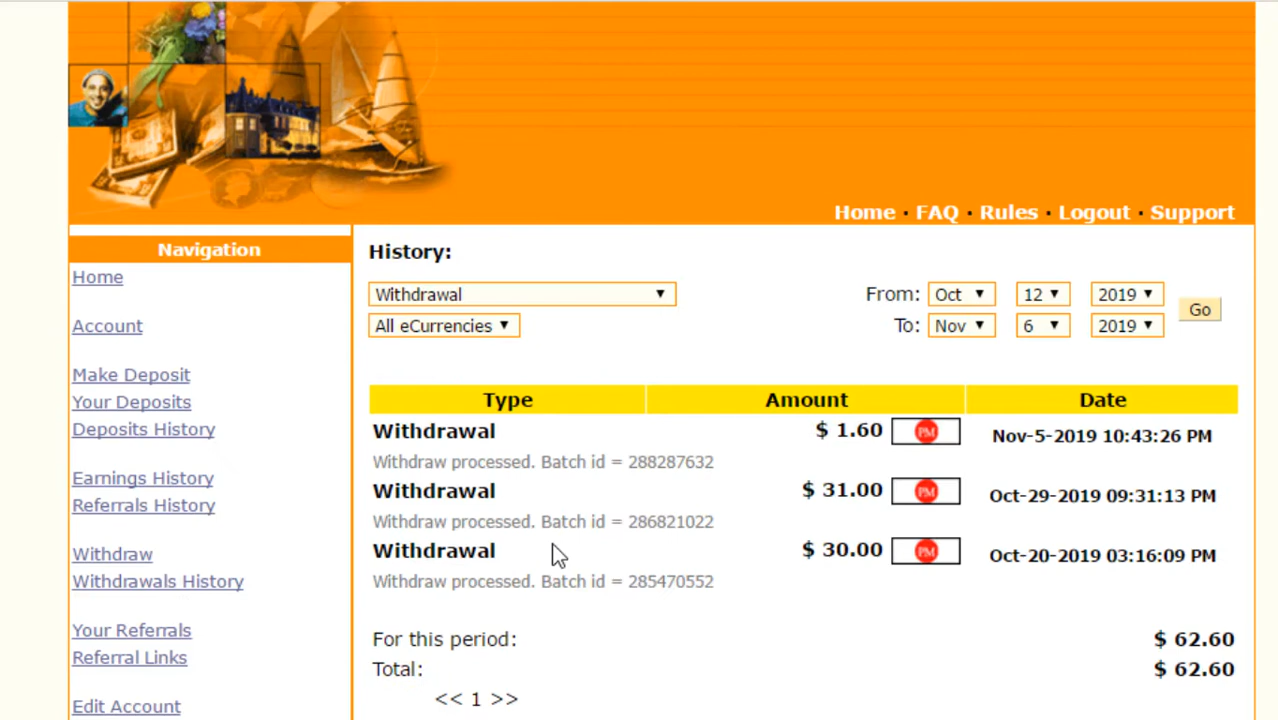 Home · FAQ · Rules · Logout · Support
Navigation
Home
Account
Make Deposit
Your Deposits
Deposits History
Earnings History
Referrals History
Withdraw
Withdrawals History
Your Referrals
Referral Links
Edit Account
History:
Withdrawal
All eCurrencies
From: Oct 12 2019
To: Nov 6 2019
Go
Type Amount Date
Withdrawal $ 1.60 PM Nov-5-2019 10:43:26 PM
Withdraw processed. Batch id = 288287632
Withdrawal $ 31.00 PM Oct-29-2019 09:31:13 PM
Withdraw processed. Batch id = 286821022
Withdrawal $ 30.00 PM Oct-20-2019 03:16:09 PM
Withdraw processed. Batch id = 285470552
For this period: $ 62.60
Total: $ 62.60
<< 1 >>